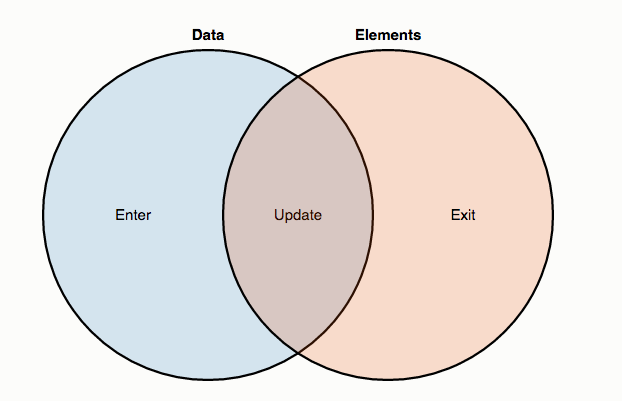 Data
Elements
Enter
Update
Exit